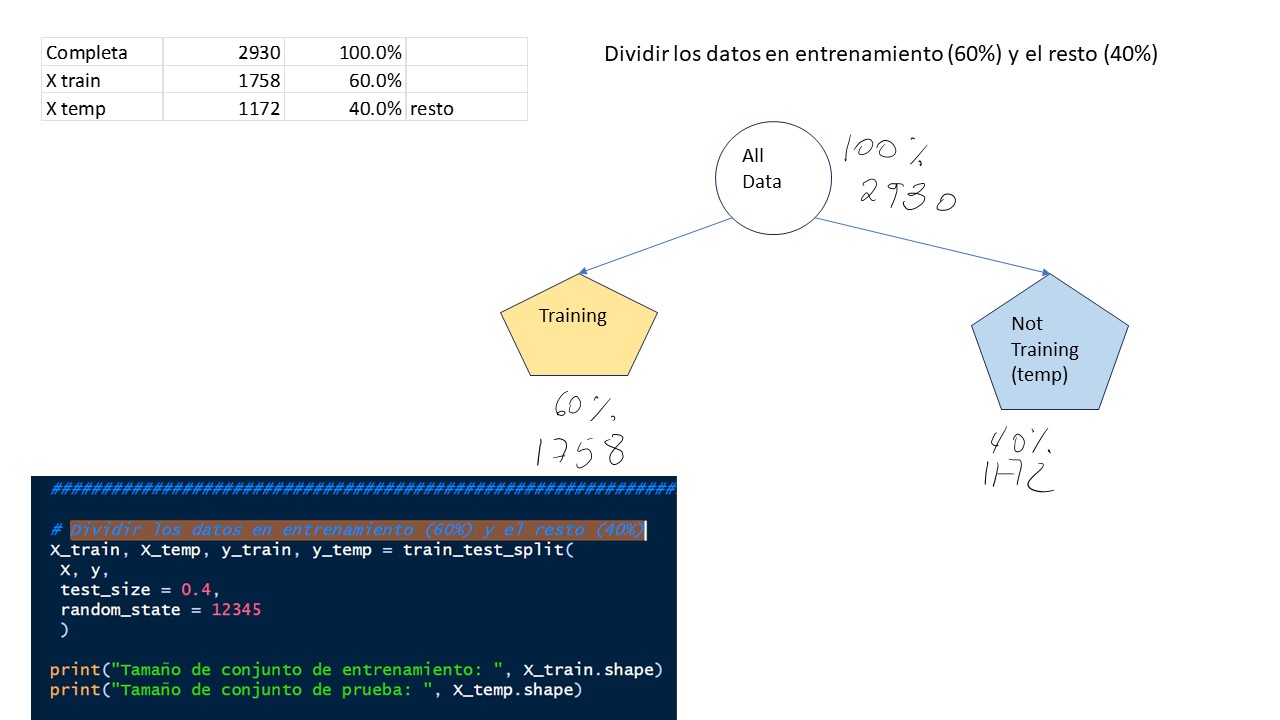 Completa 2930 100.0%
X train 1758 60.0%
X temp 1172 40.0% resto
Dividir los datos en entrenamiento (60%) y el resto (40%)
All
Data
100%
2930
Training
60%
1758
Not
Training
(temp)
40%
1172
##############################################################
# Dividir los datos en entrenamiento (60%) y el resto (40%)
X_train, X_temp, y_train, y_temp = train_test_split(
X, y,
test_size = 0.4,
random_state = 12345
)
print("Tamaño de conjunto de entrenamiento: ", X_train.shape)
print("Tamaño de conjunto de prueba: ", X_temp.shape)